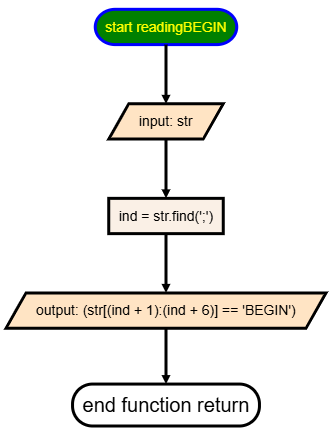 start readingBEGIN
input: str
ind = str.find(';')
output: (str[(ind + 1):(ind + 6)] == 'BEGIN')
end function return